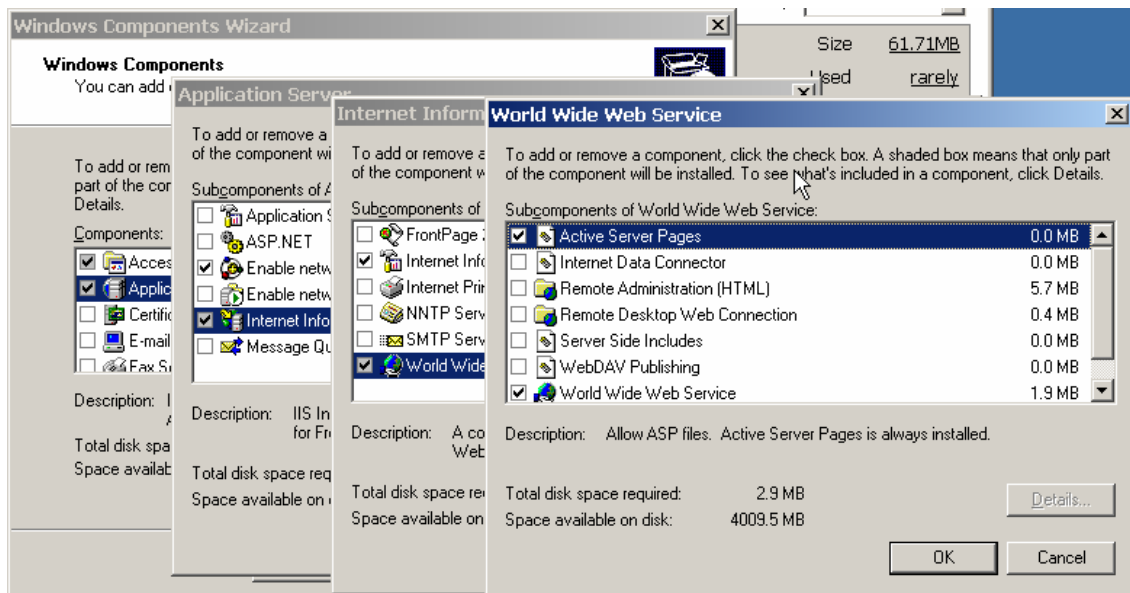 Windows Components Wizard
Windows Components
You can add
Size 61.71MB
Used rarely
To add or rem
part of the cor
Details.
Components:
Acces
Applic
Certific
E-mail
Fax S
Description: I
Total disk spa
Space availab
Application Server
To add or remove a
of the component wi
Subcomponents of A
Application S
ASP.NET
Enable netw
Enable netw
Internet Info
Message Qu
Description: IIS In
for Fr
Total disk space req
Space available on
Internet Inform
To add or remove a
of the component w
Subcomponents of
FrontPage
Internet Info
Internet Prin
NNTP Serv
SMTP Serv
World Wide
Description: A co
Web
Total disk space re
Space available on
World Wide Web Service
To add or remove a component, click the check box. A shaded box means that only part
of the component will be installed. To see what's included in a component, click Details.
Subcomponents of World Wide Web Service:
Active Server Pages 0.0 MB
Internet Data Connector 0.0 MB
Remote Administration (HTML) 5.7 MB
Remote Desktop Web Connection 0.4 MB
Server Side Includes 0.0 MB
WebDAV Publishing 0.0 MB
World Wide Web Service 1.9 MB
Description: Allow ASP files. Active Server Pages is always installed.
Total disk space required: 2.9 MB
Space available on disk: 4009.5 MB
Details...
OK Cancel